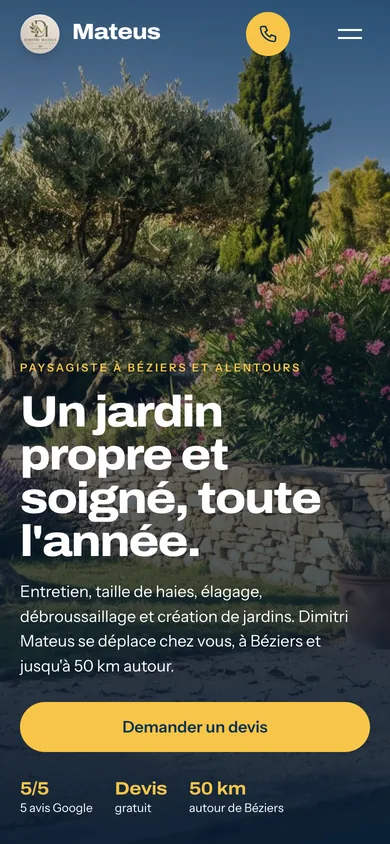 Mateus
PAYSAGISTE À BÉZIERS ET ALENTOURS
Un jardin
propre et
soigné, toute
l'année.
Entretien, taille de haies, élagage,
débroussaillage et création de jardins. Dimitri
Mateus se déplace chez vous, à Béziers et
jusqu'à 50 km autour.
Demander un devis
5/5 Devis 50 km
5 avis Google gratuit autour de Béziers